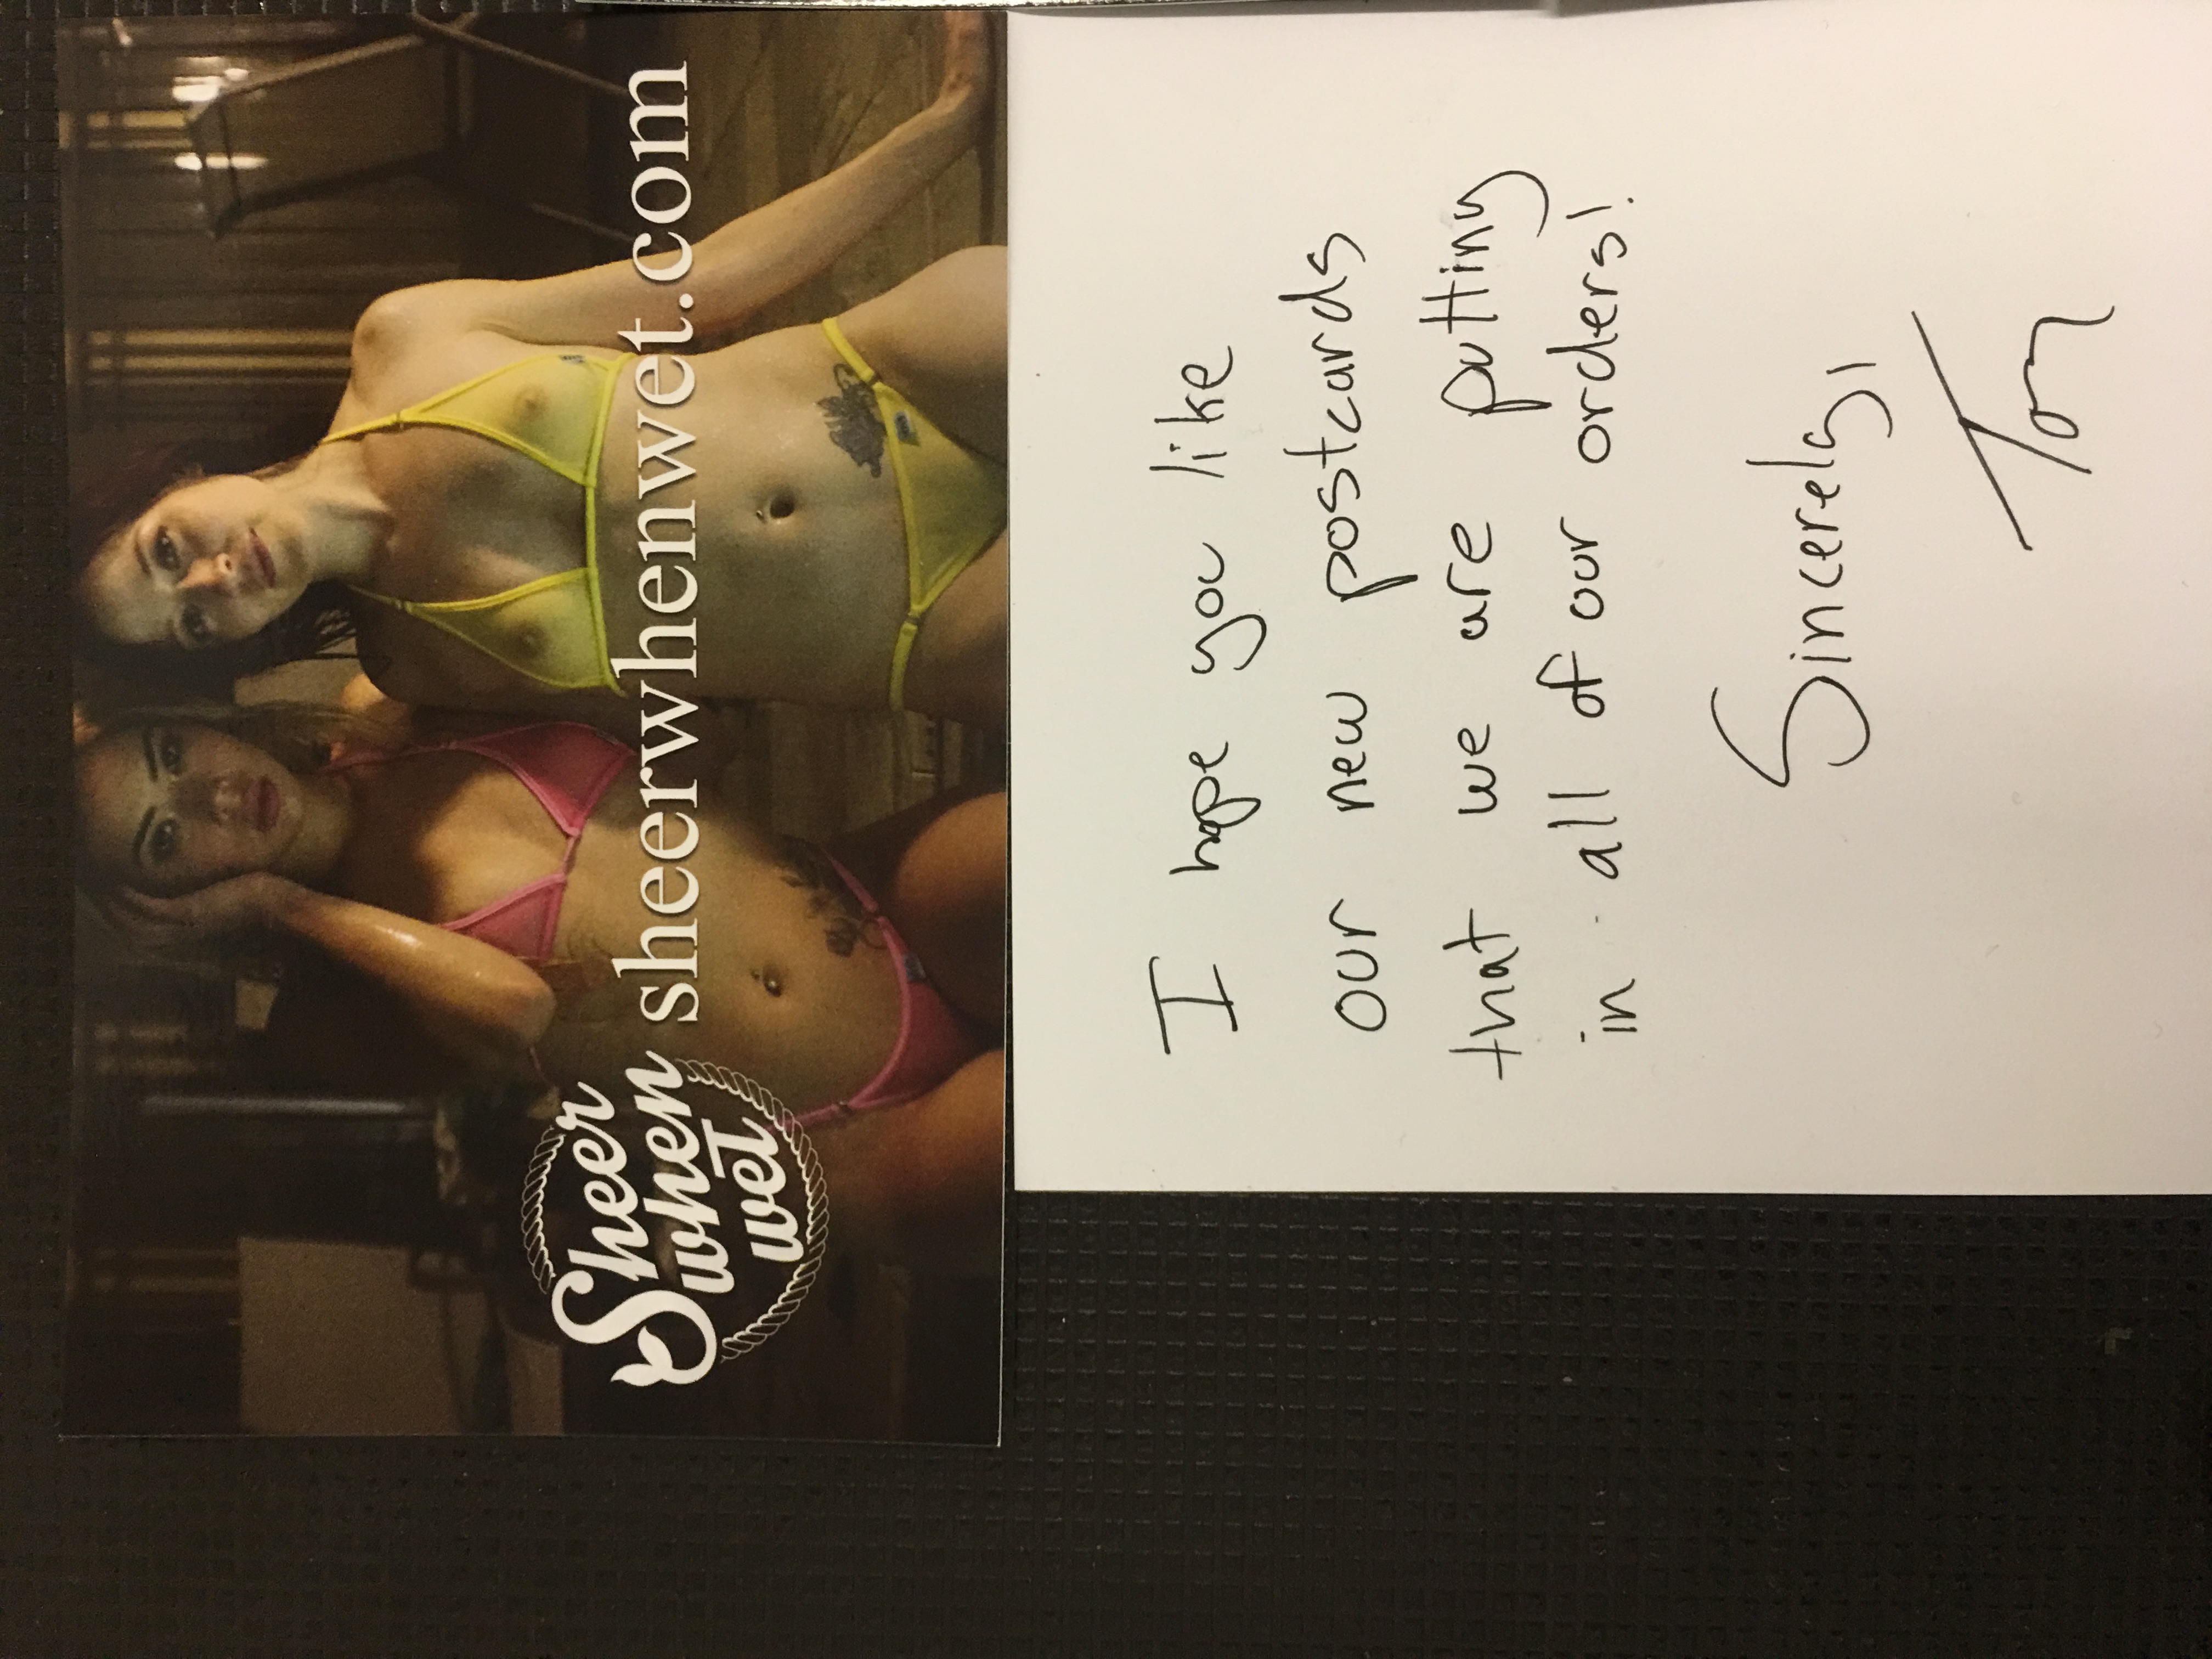 Sheer
when
wet
sheerwhenwet.com
I hope you like
our new postcards
that we are putting
in all of our orders!
Sincerely,